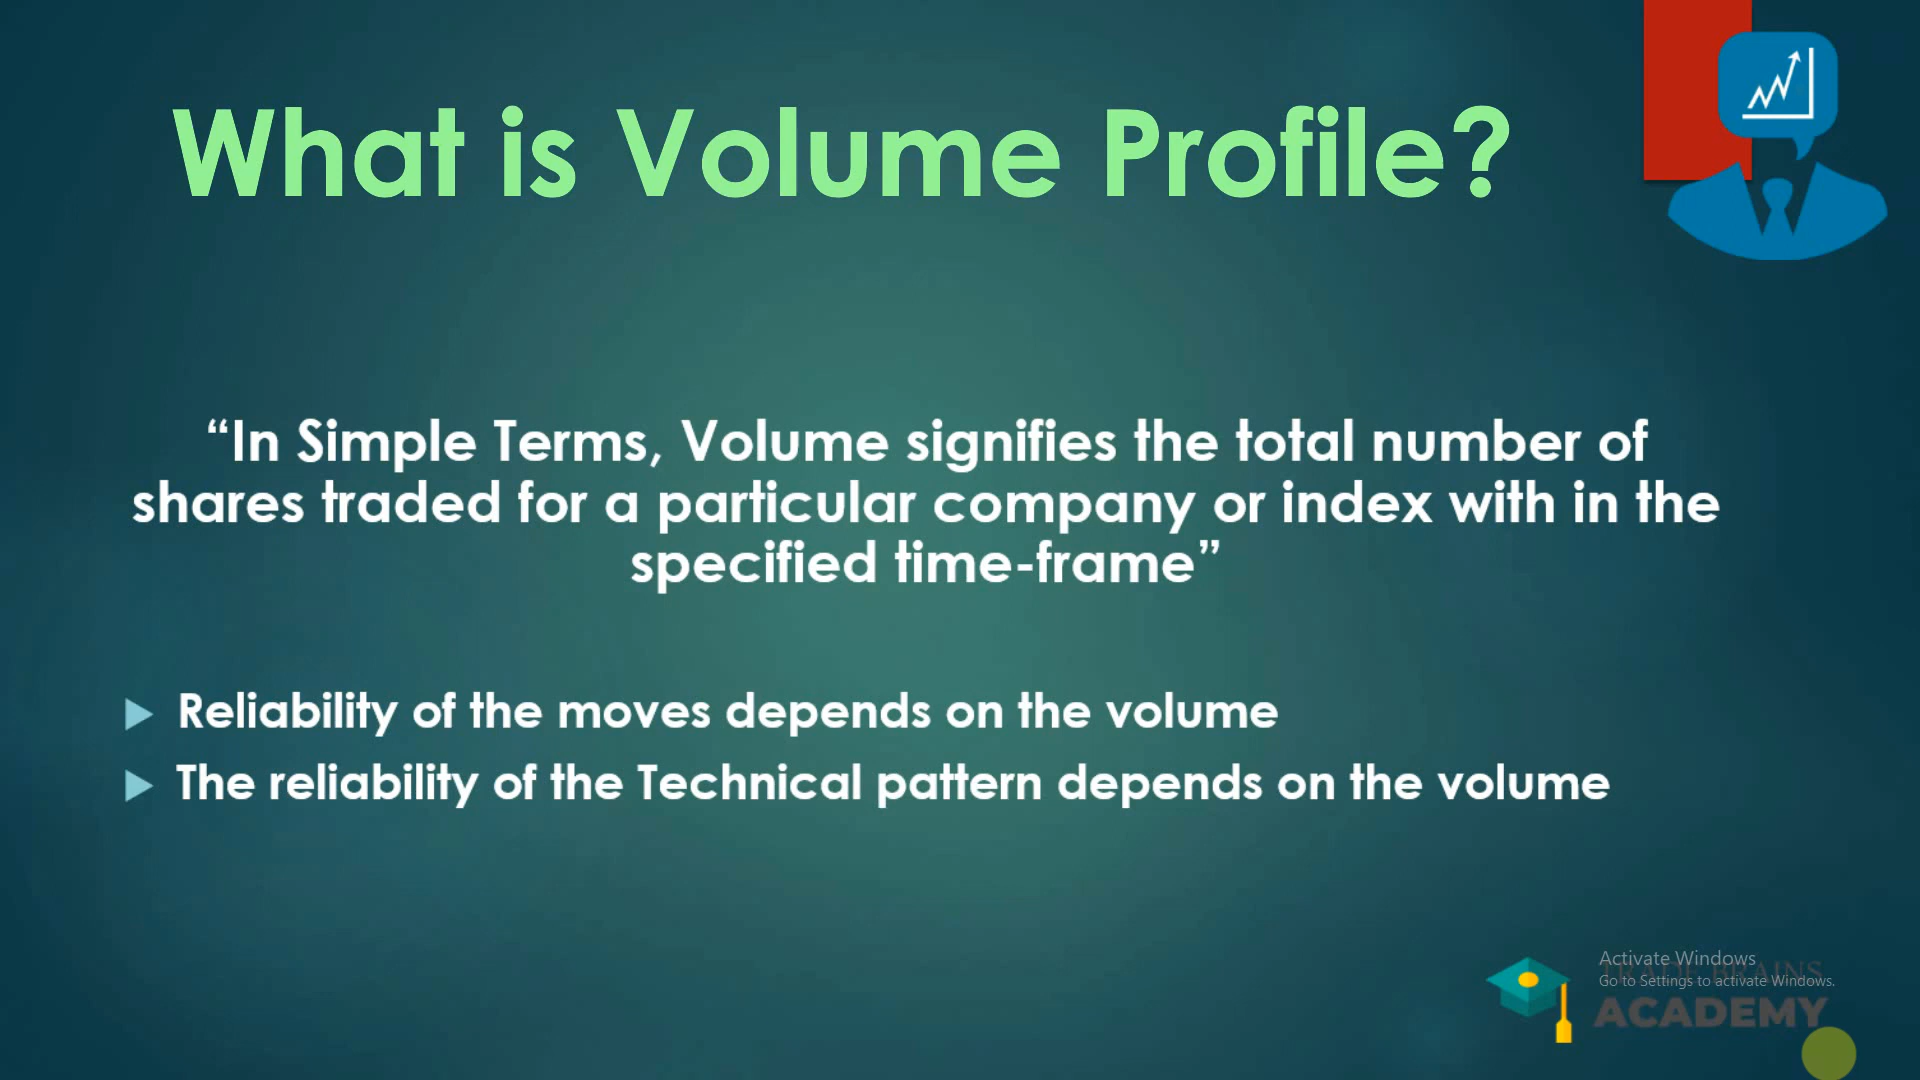 What is Volume Profile?
“In Simple Terms, Volume signifies the total number of
shares traded for a particular company or index with in the
specified time-frame”
Reliability of the moves depends on the volume
The reliability of the Technical pattern depends on the volume
Activate Windows
TRADE BRAINS
Go to Settings to activate Windows.
ACADEMY